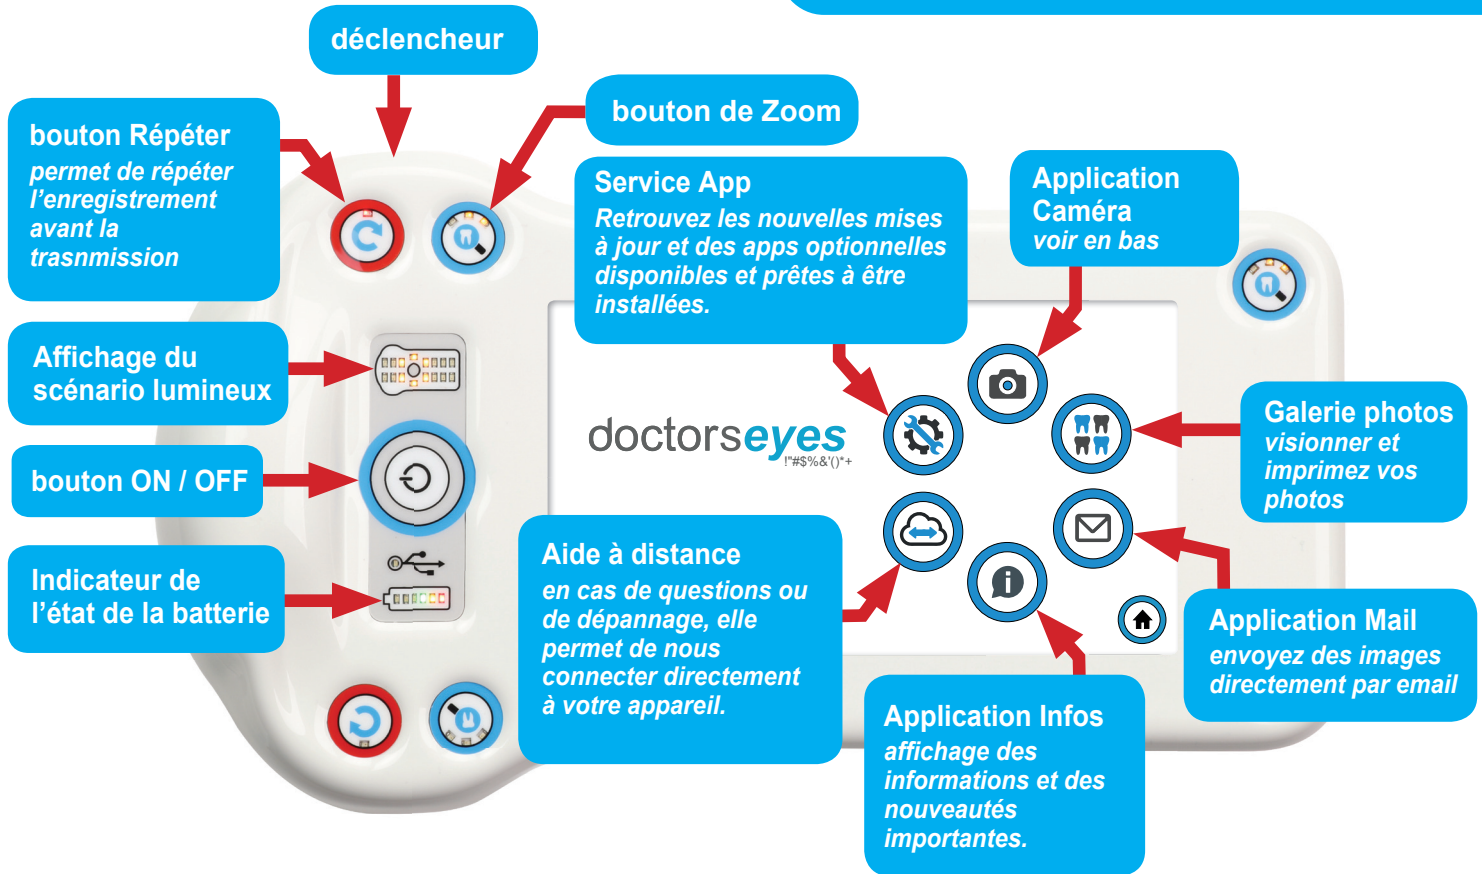 déclencheur
bouton de Zoom
bouton Répéter
permet de répéter
l’enregistrement
avant la
trasnmission
Service App
Retrouvez les nouvelles mises
à jour et des apps optionnelles
disponibles et prêtes à être
installées.
Application
Caméra
voir en bas
Affichage du
scénario lumineux
doctorseyes
!"#$%&'()*+
Galerie photos
visionner et
imprimez vos
photos
bouton ON / OFF
Indicateur de
l’état de la batterie
Aide à distance
en cas de questions ou
de dépannage, elle
permet de nous
connecter directement
à votre appareil.
Application Mail
envoyez des images
directement par email
Application Infos
affichage des
informations et des
nouveautés
importantes.